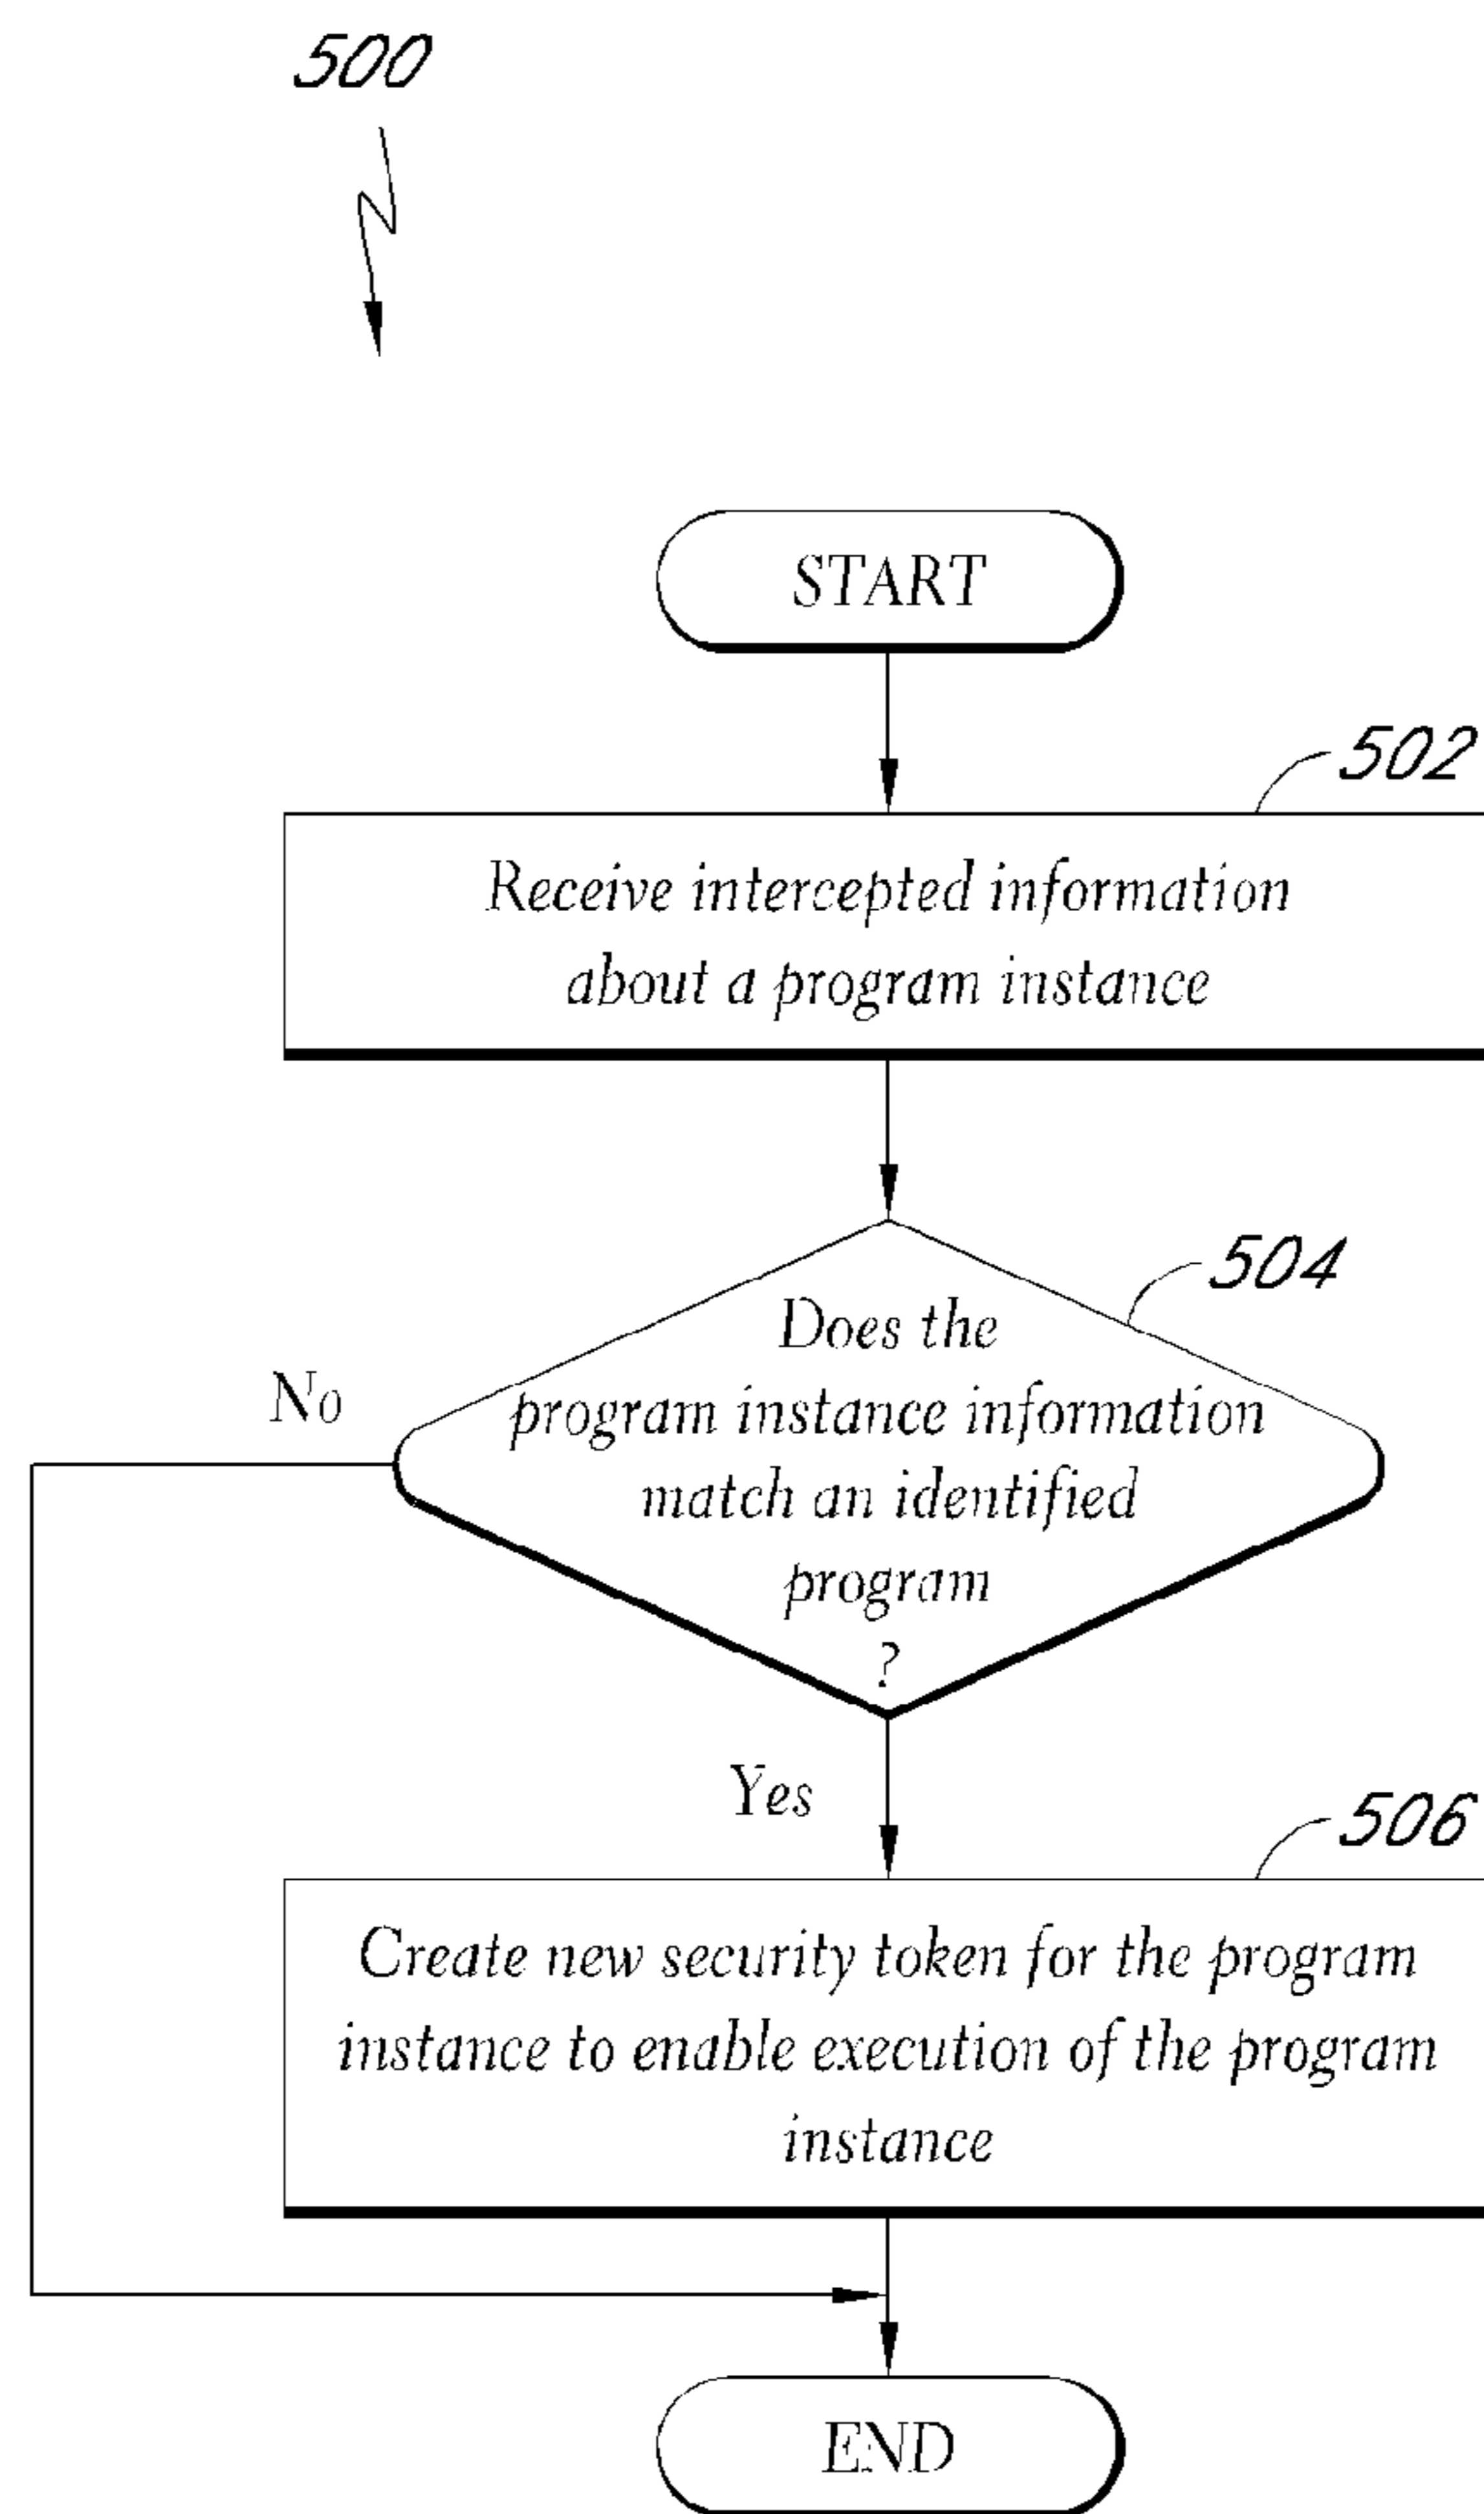 500
START
502
Receive intercepted information
about a program instance
504
Does the
program instance information
match an identified
program
?
No
Yes
506
Create new security token for the program
instance to enable execution of the program
instance
END